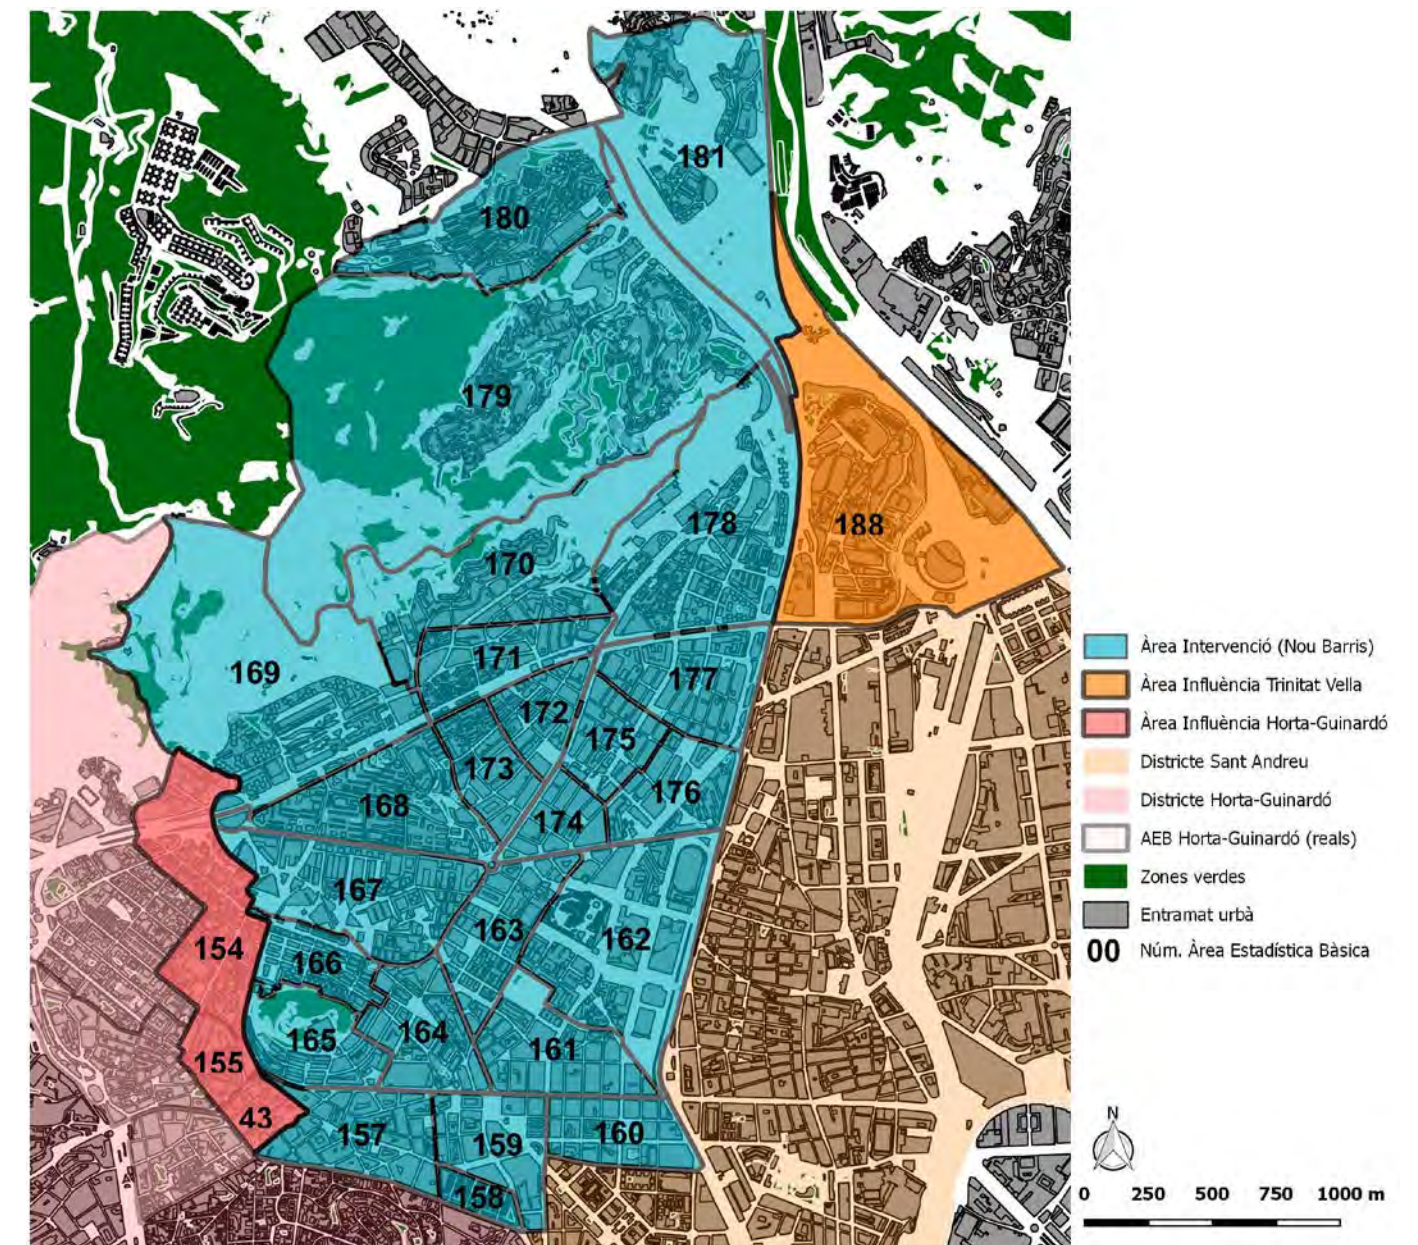 181
180
179
178
188
170
171
169
177
172
175
173
176
168
174
167
163
162
154
166
164
165
161
155
43
157
159
160
158
Àrea Intervenció (Nou Barris)
Àrea Influència Trinitat Vella
Àrea Influència Horta-Guinardó
Districte Sant Andreu
Districte Horta-Guinardó
AEB Horta-Guinardó (reals)
Zones verdes
Entramat urbà
00 Núm. Àrea Estadística Bàsica
N
0 250 500 750 1000 m